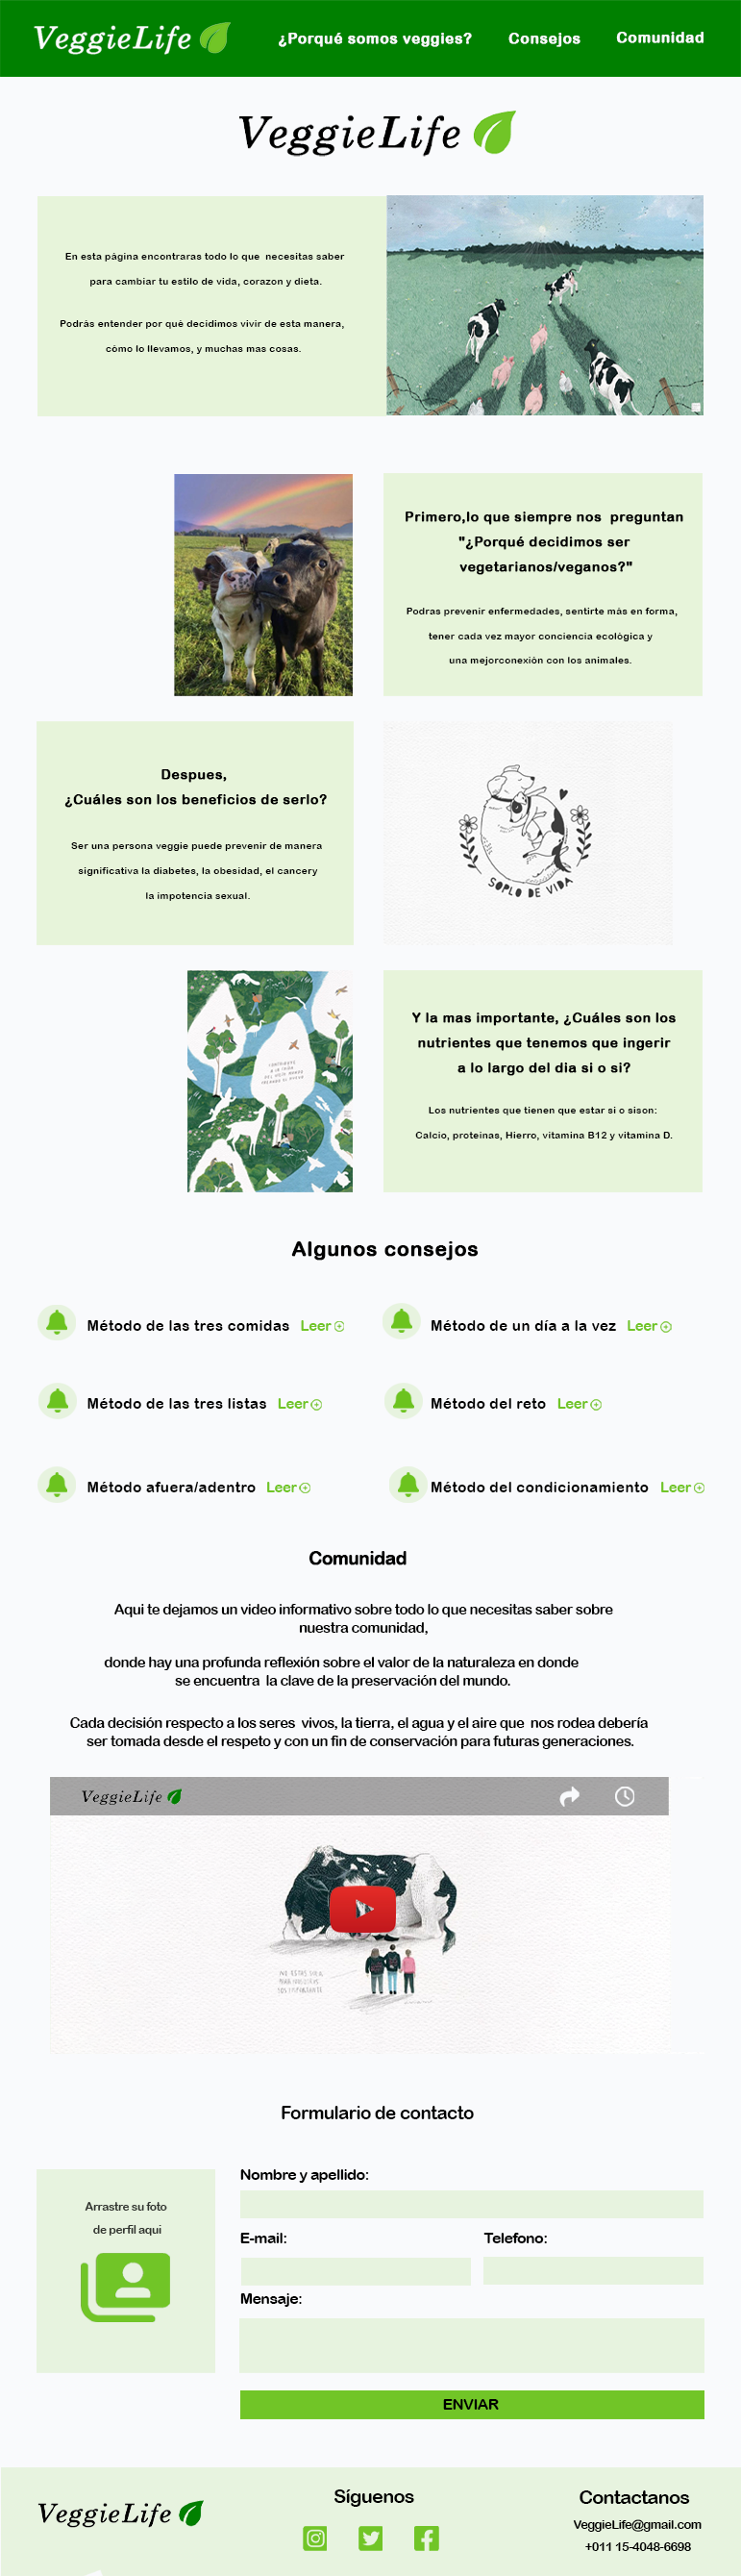 VeggieLife
¿Porqué somos veggies?
Consejos
Comunidad
VeggieLife
En esta página encontraras todo lo que necesitas saber
para cambiar tu estilo de vida, corazon y dieta.
Podrás entender por qué decidimos vivir de esta manera,
cómo lo llevamos, y muchas mas cosas.
Primero,lo que siempre nos preguntan
"¿Porqué decidimos ser
vegetarianos/veganos?"
Podras prevenir enfermedades, sentirte más en forma,
tener cada vez mayor conciencia ecológica y
una mejorconexión con los animales.
Despues,
¿Cuáles son los beneficios de serlo?
Ser una persona veggie puede prevenir de manera
significativa la diabetes, la obesidad, el cancery
la impotencia sexual.
SOPLO DE VIDA
Y la mas importante, ¿Cuáles son los
nutrientes que tenemos que ingerir
a lo largo del dia si o si?
Los nutrientes que tienen que estar si o sison:
Calcio, proteinas, Hierro, vitamina B12 y vitamina D.
Algunos consejos
Método de las tres comidas Leer
Método de un día a la vez Leer
Método de las tres listas Leer
Método del reto Leer
Método afuera/adentro Leer
Método del condicionamiento Leer
Comunidad
Aqui te dejamos un video informativo sobre todo lo que necesitas saber sobre
nuestra comunidad,
donde hay una profunda reflexión sobre el valor de la naturaleza en donde
se encuentra la clave de la preservación del mundo.
Cada decisión respecto a los seres vivos, la tierra, el agua y el aire que nos rodea debería
ser tomada desde el respeto y con un fin de conservación para futuras generaciones.
VeggieLife
NO ESTÁS SOLX,
Formulario de contacto
Arrastre su foto
de perfil aqui
Nombre y apellido:
E-mail:
Telefono:
Mensaje:
ENVIAR
VeggieLife
Síguenos
Contactanos
VeggieLife@gmail.com
+011 15-4048-6698